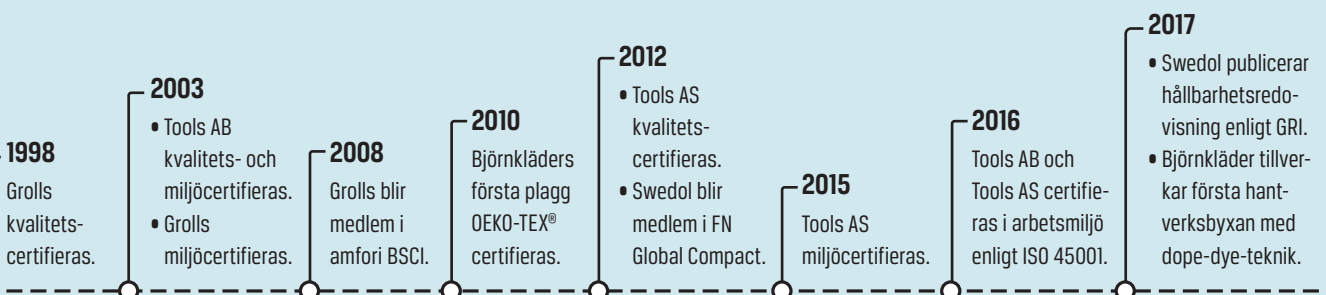 1998
Grolls
kvalitets-
certifieras.
2003
• Tools AB
kvalitets- och
miljöcertifieras.
• Grolls
miljöcertifieras.
2008
Grolls blir
medlem i
amfori BSCI.
2010
Björnkläders
första plagg
OEKO-TEX®
certifieras.
2012
• Tools AS
kvalitets-
certifieras.
• Swedol blir
medlem i FN
Global Compact.
2015
Tools AS
miljöcertifieras.
2016
Tools AB och
Tools AS certifie-
ras i arbetsmiljö
enligt ISO 45001.
2017
• Swedol publicerar
hållbarhetsredo-
visning enligt GRI.
• Björnkläder tillver-
kar första hant-
verksbyxan med
dope-dye-teknik.